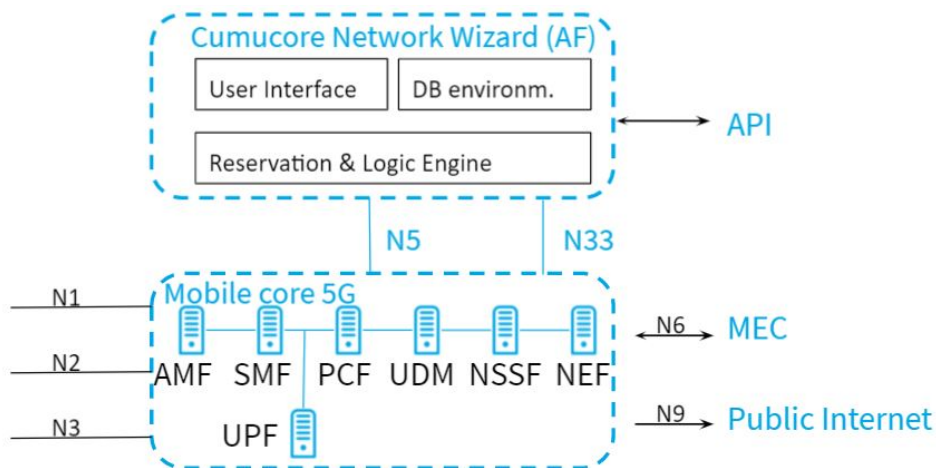 Cumucore Network Wizard (AF)
User Interface
DB environm.
Reservation & Logic Engine
API
N5
N33
Mobile core 5G
N1
N2
N3
AMF
SMF
PCF
UDM
NSSF
NEF
UPF
N6
MEC
N9
Public Internet